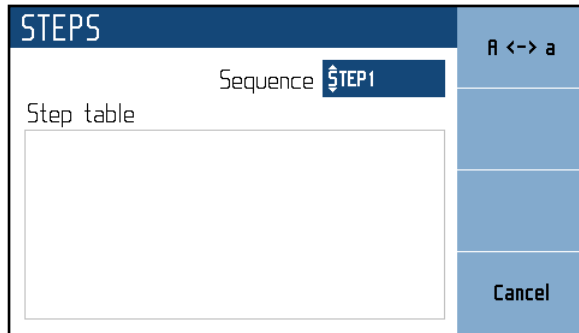 STEPS
A <-> a
Sequence STEP1
Step table
Cancel